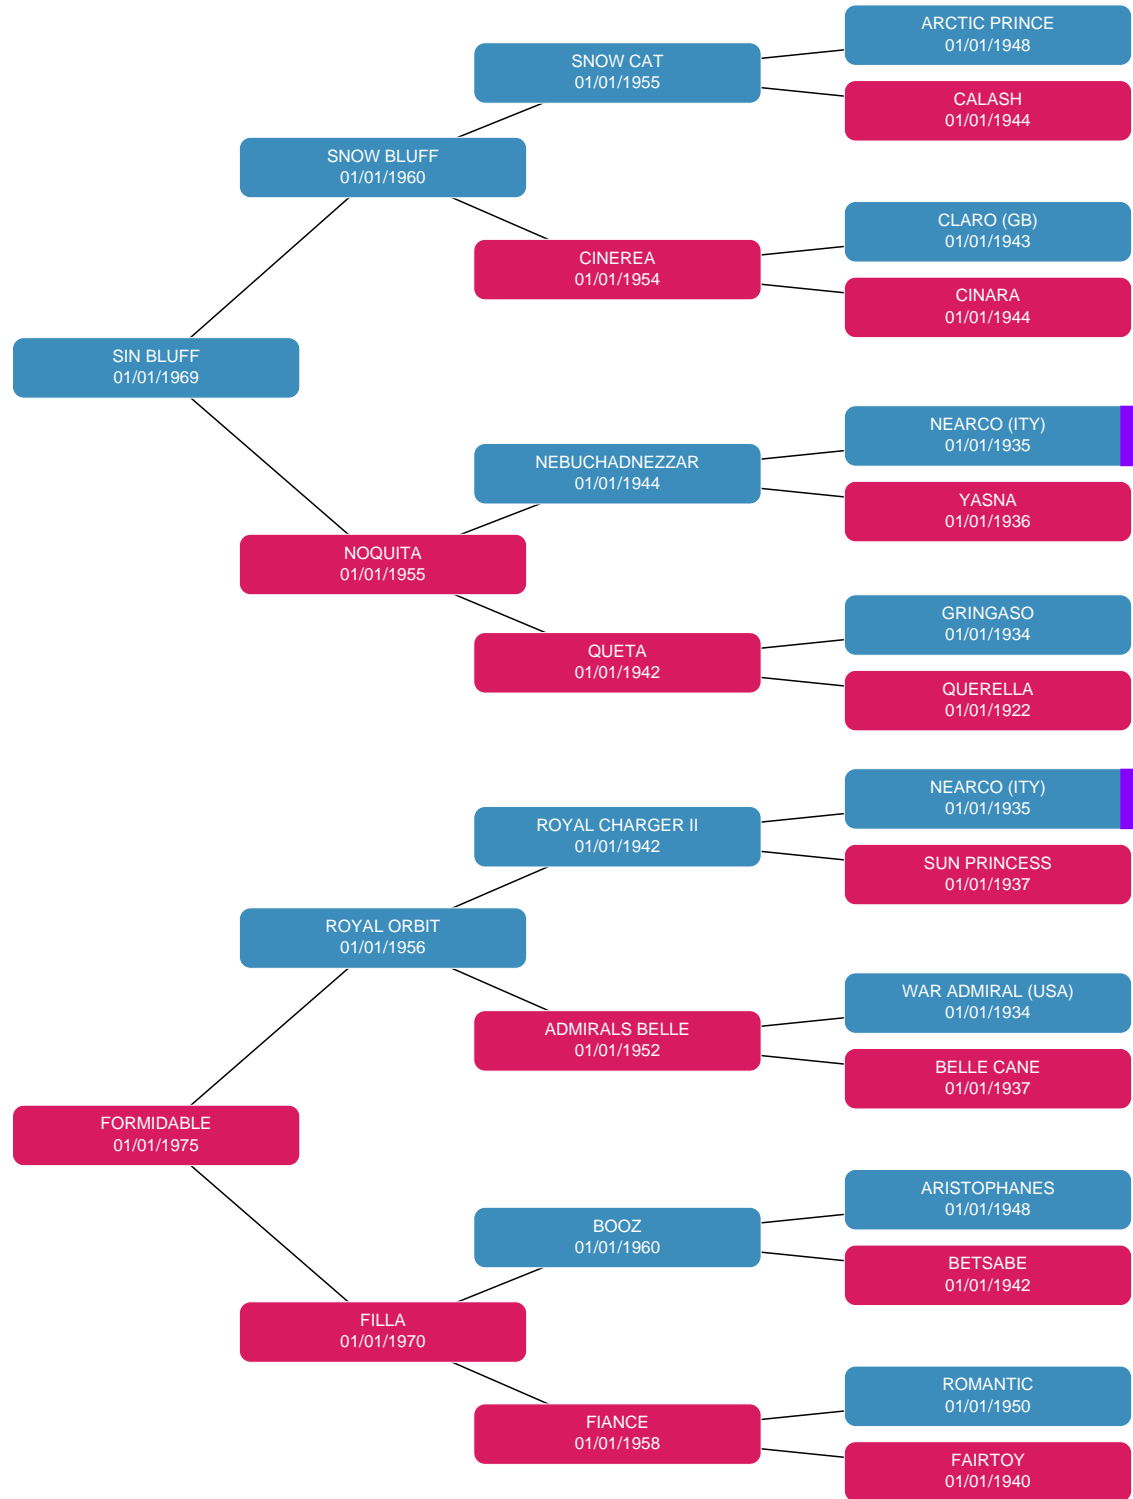 ARCTIC PRINCE
01/01/1948
SNOW CAT
01/01/1955
CALASH
01/01/1944
SNOW BLUFF
01/01/1960
CLARO (GB)
01/01/1943
CINEREA
01/01/1954
CINARA
01/01/1944
SIN BLUFF
01/01/1969
NEARCO (ITY)
01/01/1935
NEBUCHADNEZZAR
01/01/1944
YASNA
01/01/1936
NOQUITA
01/01/1955
GRINGASO
01/01/1934
QUETA
01/01/1942
QUERELLA
01/01/1922
NEARCO (ITY)
01/01/1935
ROYAL CHARGER II
01/01/1942
SUN PRINCESS
01/01/1937
ROYAL ORBIT
01/01/1956
WAR ADMIRAL (USA)
01/01/1934
ADMIRALS BELLE
01/01/1952
BELLE CANE
01/01/1937
FORMIDABLE
01/01/1975
ARISTOPHANES
01/01/1948
BOOZ
01/01/1960
BETSABE
01/01/1942
FILLA
01/01/1970
ROMANTIC
01/01/1950
FIANCE
01/01/1958
FAIRTOY
01/01/1940